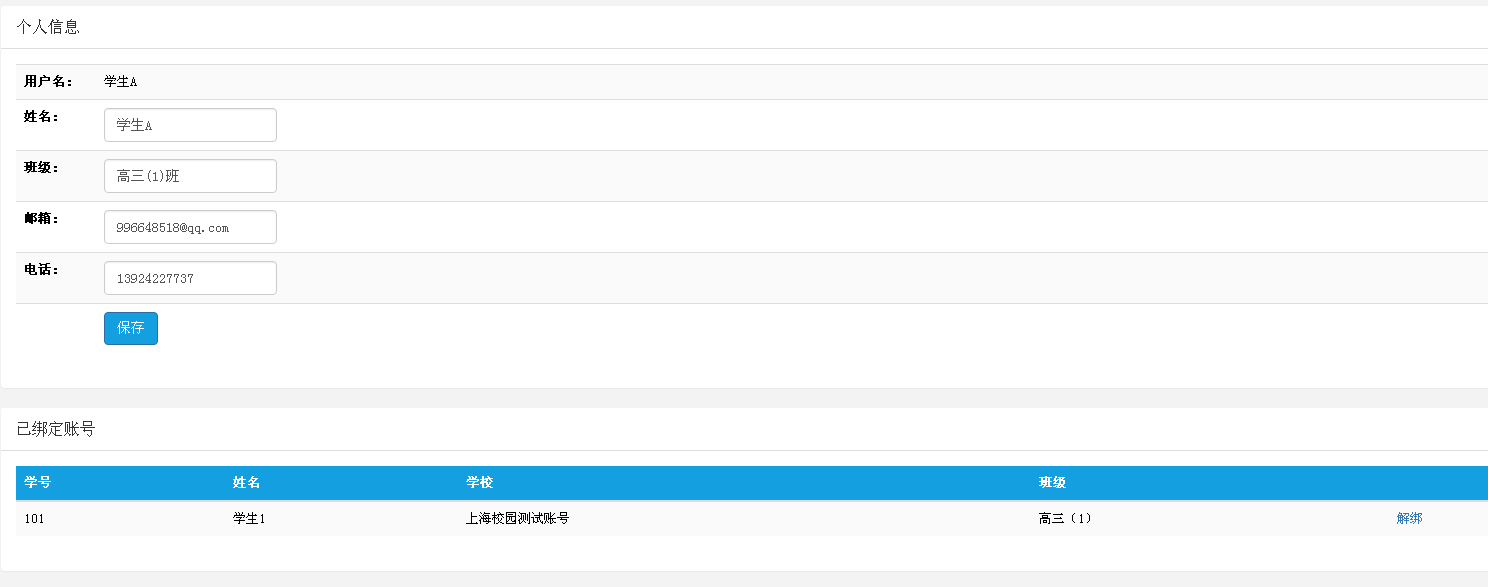 个人信息
用户名： 学生A
姓名： 学生A
班级： 高三(1)班
邮箱： 996648518@qq.com
电话： 13924227737
保存
已绑定账号
学号 姓名 学校 班级
101 学生1 上海校园测试账号 高三（1） 解绑